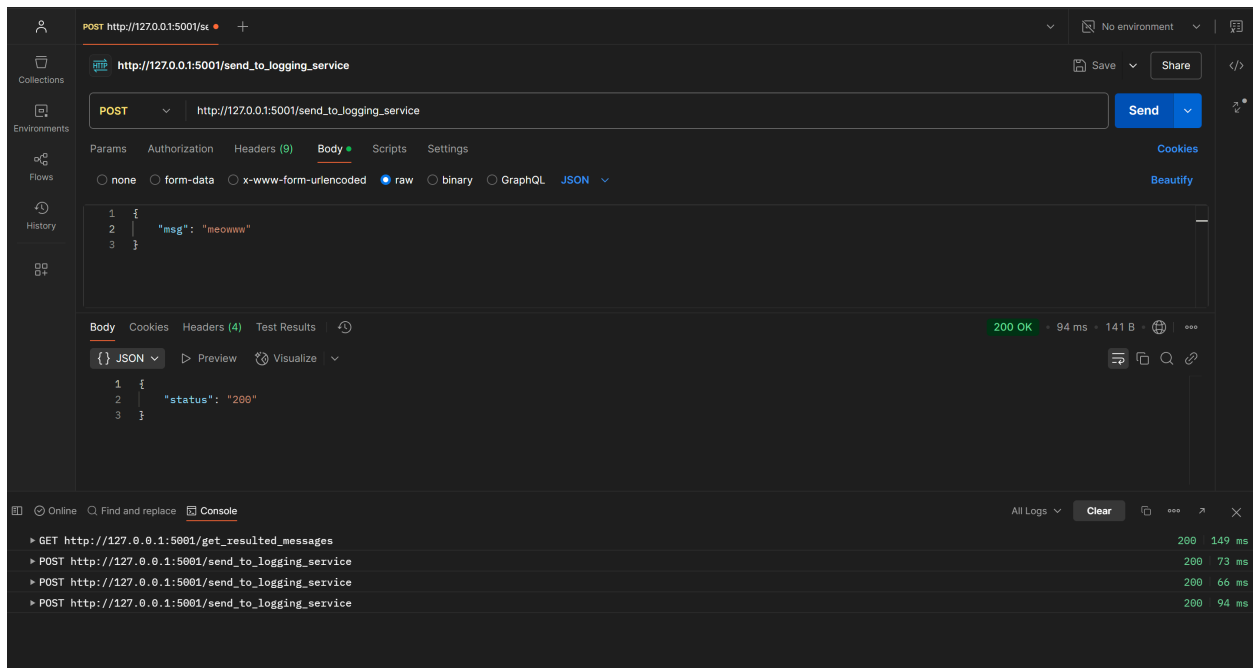 POST http://127.0.0.1:5001/se
No environment
Collections
Environments
Flows
History
HTTP http://127.0.0.1:5001/send_to_logging_service
Save
Share
POST http://127.0.0.1:5001/send_to_logging_service
Send
Params Authorization Headers (9) Body Scripts Settings
Cookies
none form-data x-www-form-urlencoded raw binary GraphQL JSON
Beautify
1 {
2 "msg": "meowww"
3 }
Body Cookies Headers (4) Test Results
200 OK 94 ms 141 B
{} JSON Preview Visualize
1 {
2 "status": "200"
3 }
Online Find and replace Console
All Logs Clear
GET http://127.0.0.1:5001/get_resulted_messages 200 149 ms
POST http://127.0.0.1:5001/send_to_logging_service 200 73 ms
POST http://127.0.0.1:5001/send_to_logging_service 200 66 ms
POST http://127.0.0.1:5001/send_to_logging_service 200 94 ms